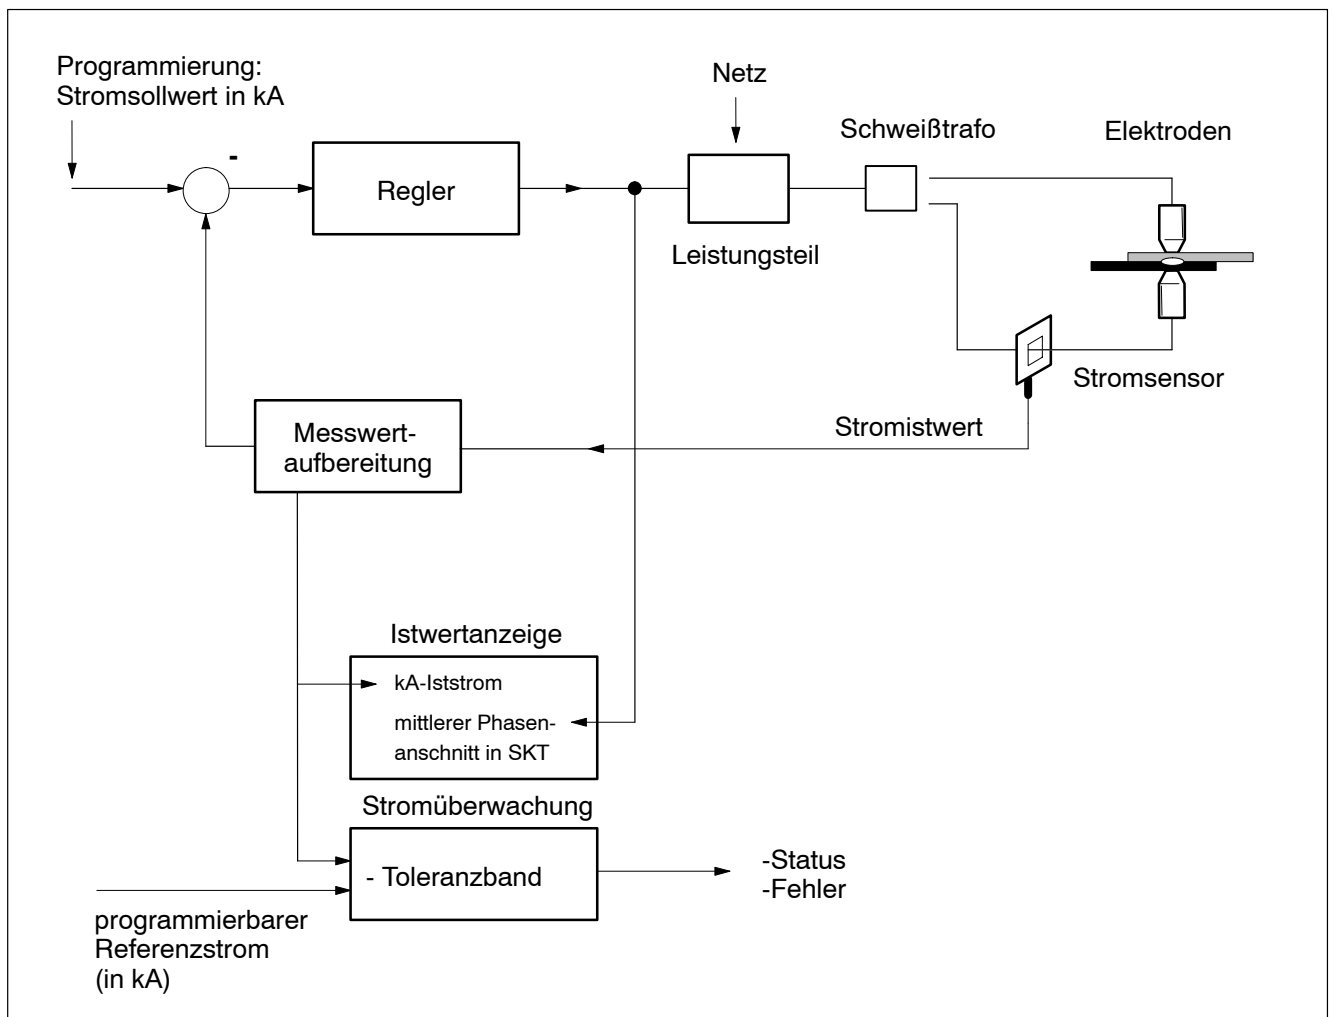 Programmierung:
Stromsollwert in kA
Netz
Schweißtrafo
Elektroden
-
Regler
Leistungsteil
Stromsensor
Messwert-
aufbereitung
Stromistwert
Istwertanzeige
kA-Iststrom
mittlerer Phasen-
anschnitt in SKT
Stromüberwachung
- Toleranzband
-Status
-Fehler
programmierbarer
Referenzstrom
(in kA)